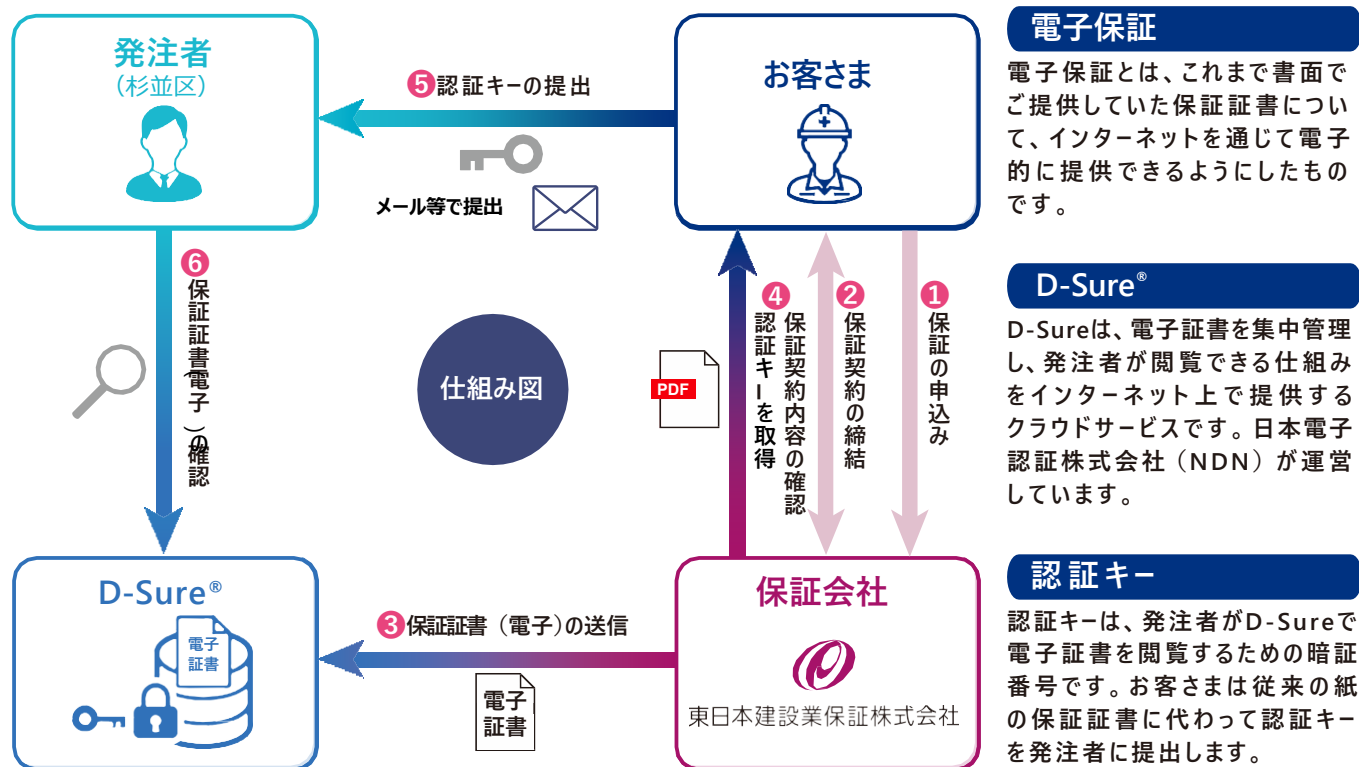 発注者
（杉並区）
❺認証キーの提出
メール等で提出
お客さま
❻保証証書（電子）の確認
仕組み図
PDF
❹保証契約内容の確認
認証キーを取得
❷保証契約の締結
❶保証の申込み
D-Sure®
電子
証書
❸保証証書（電子）の送信
電子
証書
保証会社
東日本建設業保証株式会社
電子保証
電子保証とは、これまで書面で
ご提供していた保証証書につい
て、インターネットを通じて電子
的に提供できるようにしたもの
です。
D-Sure®
D-Sureは、電子証書を集中管理
し、発注者が閲覧できる仕組み
をインターネット上で提供する
クラウドサービスです。日本電子
認証株式会社（NDN）が運営
しています。
認証キー
認証キーは、発注者がD-Sureで
電子証書を閲覧するための暗証
番号です。お客さまは従来の紙
の保証証書に代わって認証キー
を発注者に提出します。